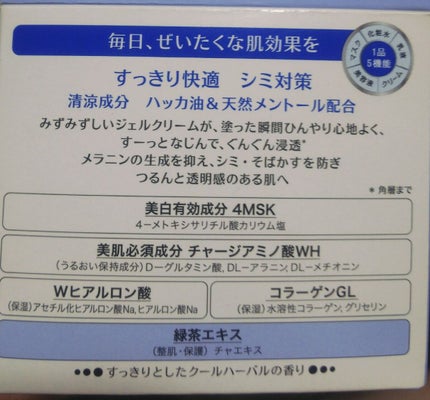 毎日、ぜいたくな肌効果を
化粧水
乳液
クリーム
美容液
マスク
1品
5機能
すっきり快適 シミ対策
清涼成分 ハッカ油&天然メントール配合
みずみずしいジェルクリームが、塗った瞬間ひんやり心地よく、
すーっとなじんで、ぐんぐん浸透*
メラニンの生成を抑え、シミ・そばかすを防ぎ
つるんと透明感のある肌へ
* 角層まで
美白有効成分 4MSK
4-メトキシサリチル酸カリウム塩
美肌必須成分 チャージアミノ酸WH
(うるおい保持成分)D-グルタミン酸、DL-アラニン、DL-メチオニン
Wヒアルロン酸
(保湿)アセチル化ヒアルロン酸Na、ヒアルロン酸Na
コラーゲンGL
(保湿)水溶性コラーゲン、グリセリン
緑茶エキス
(整肌・保護) チャエキス
•●● すっきりとしたクールハーバルの香り ●●•